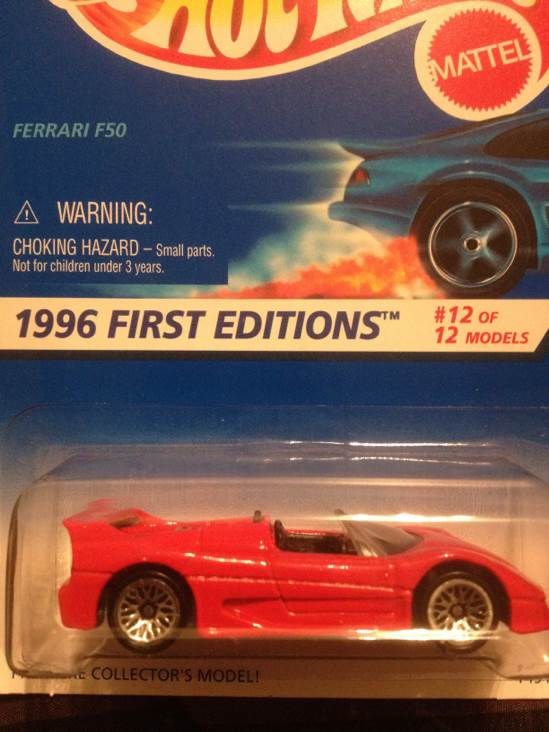 HOT
MATTEL
FERRARI F50
⚠ WARNING:
CHOKING HAZARD – Small parts.
Not for children under 3 years.
1996 FIRST EDITIONS™
#12 OF
12 MODELS
COLLECTOR'S MODEL!